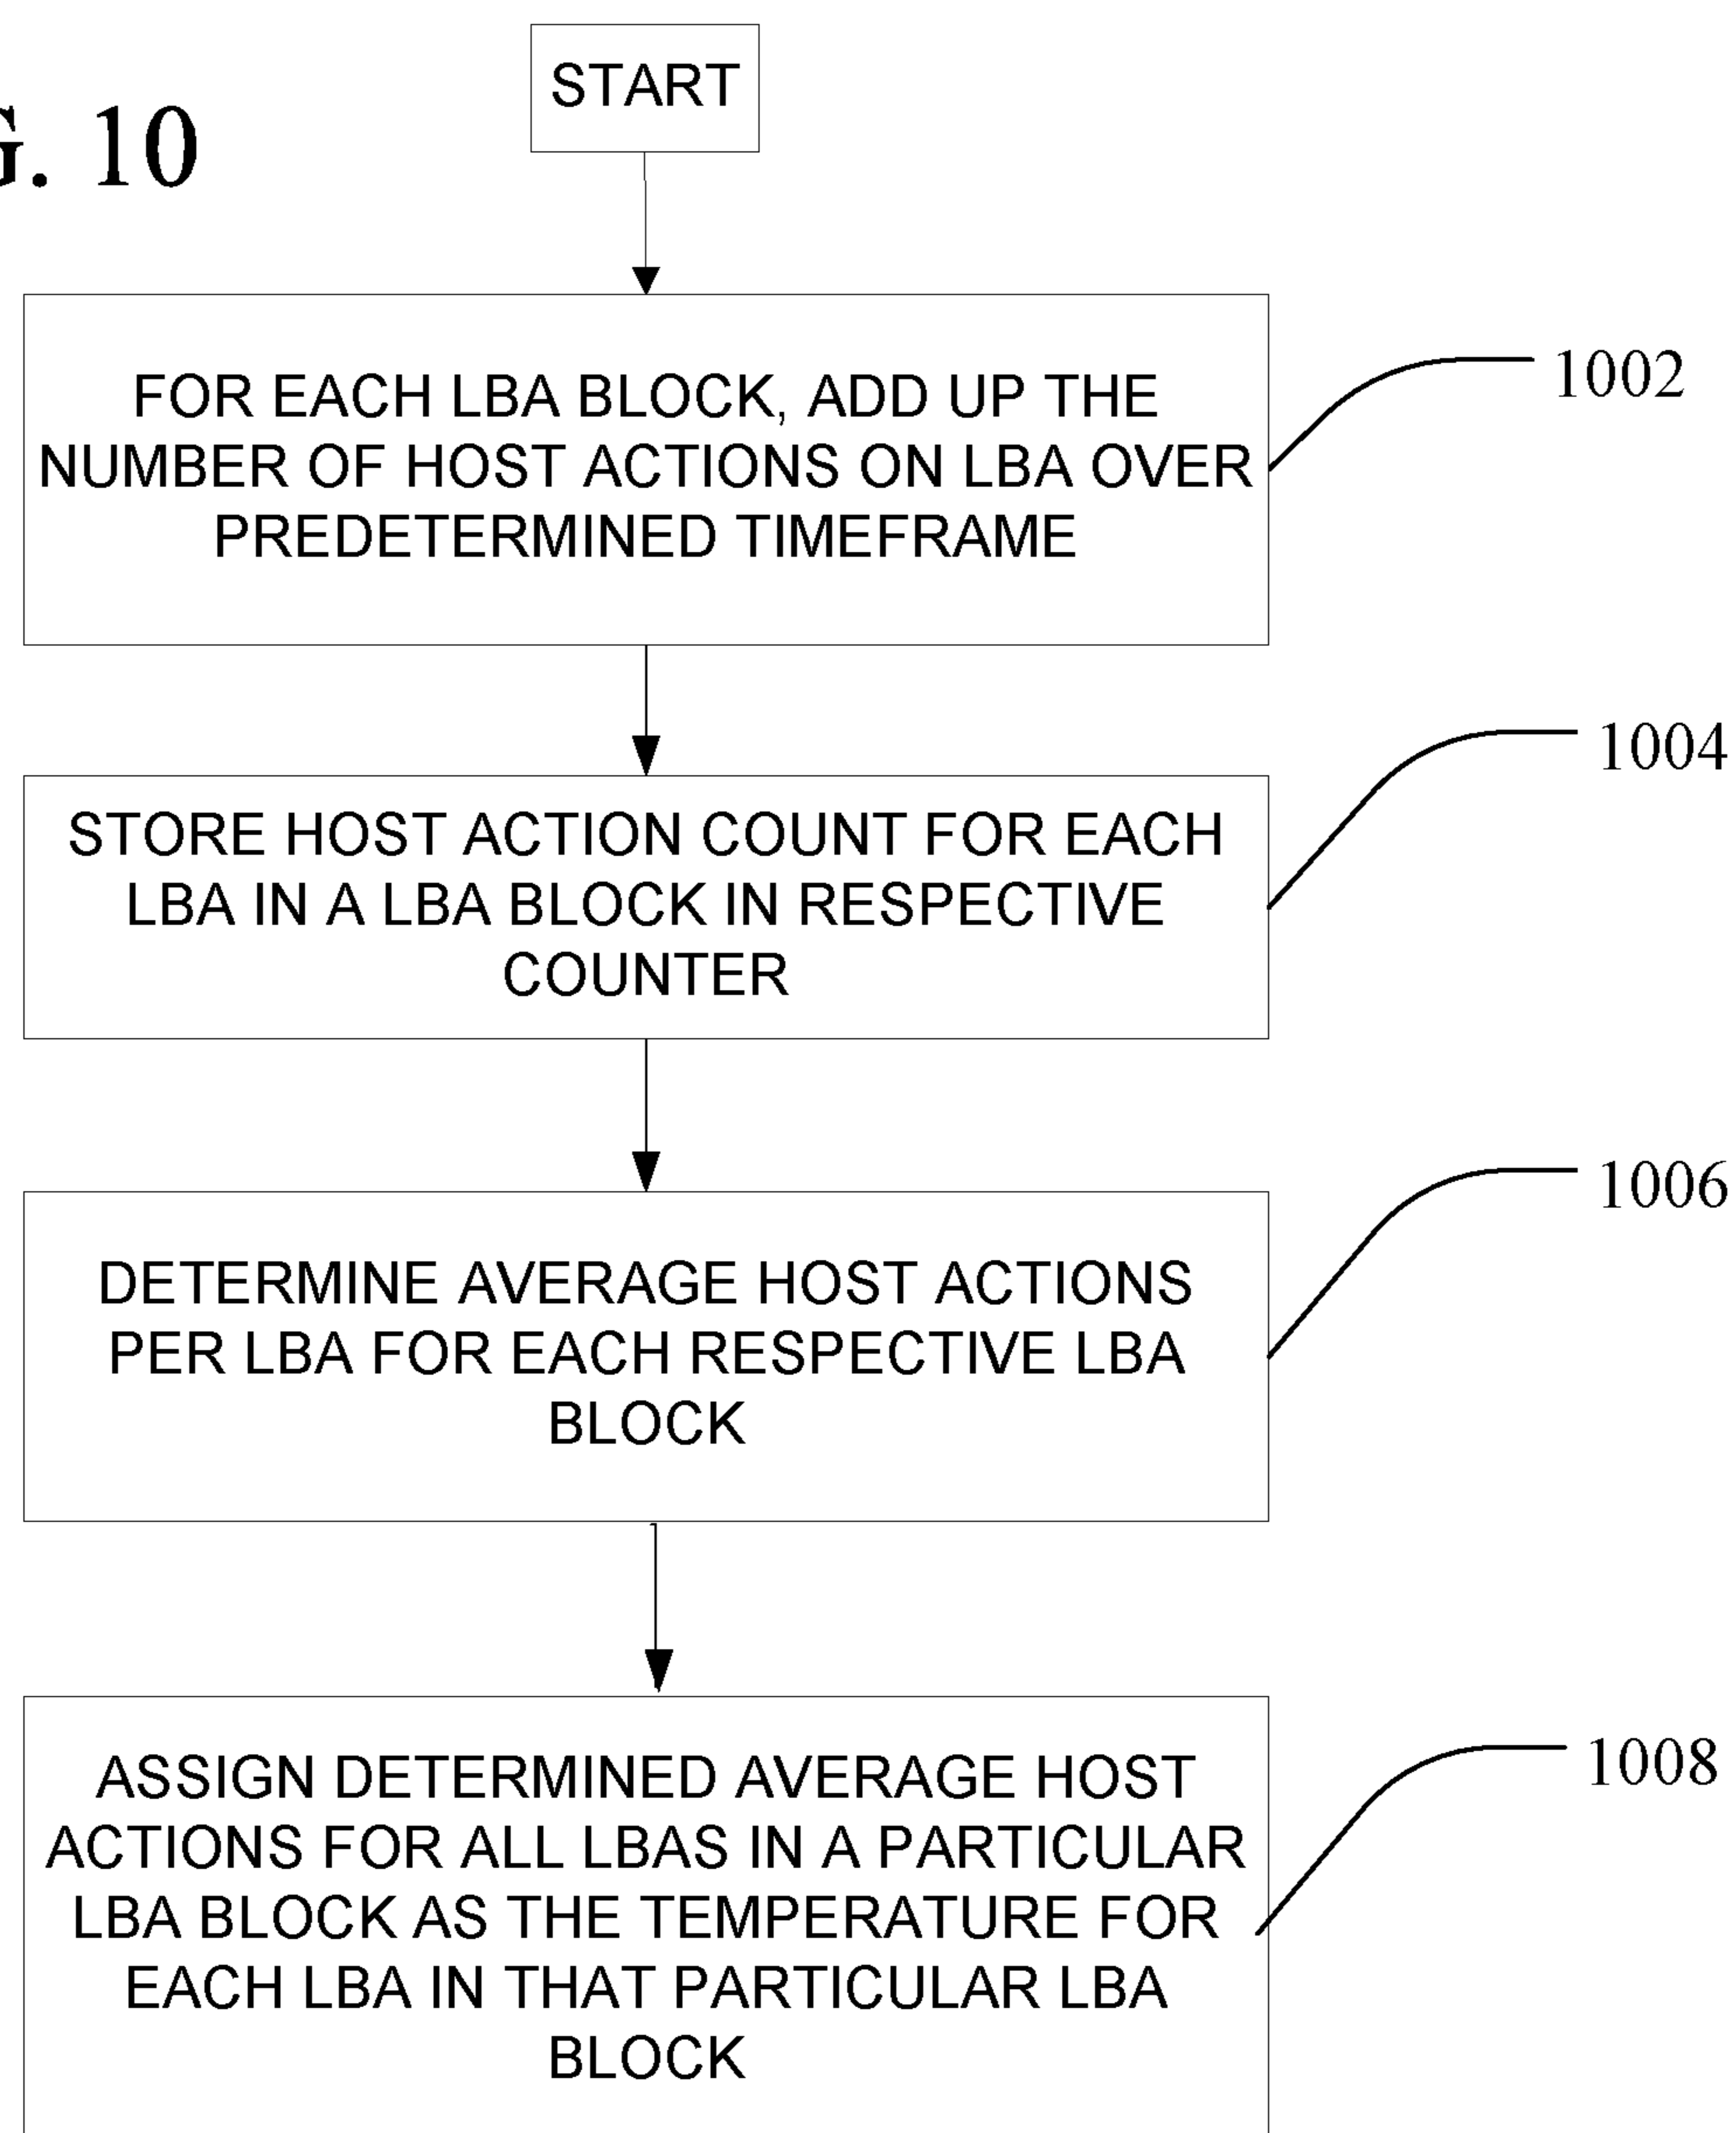 G. 10
START
FOR EACH LBA BLOCK, ADD UP THE
NUMBER OF HOST ACTIONS ON LBA OVER
PREDETERMINED TIMEFRAME
1002
STORE HOST ACTION COUNT FOR EACH
LBA IN A LBA BLOCK IN RESPECTIVE
COUNTER
1004
DETERMINE AVERAGE HOST ACTIONS
PER LBA FOR EACH RESPECTIVE LBA
BLOCK
1006
ASSIGN DETERMINED AVERAGE HOST
ACTIONS FOR ALL LBAS IN A PARTICULAR
LBA BLOCK AS THE TEMPERATURE FOR
EACH LBA IN THAT PARTICULAR LBA
BLOCK
1008